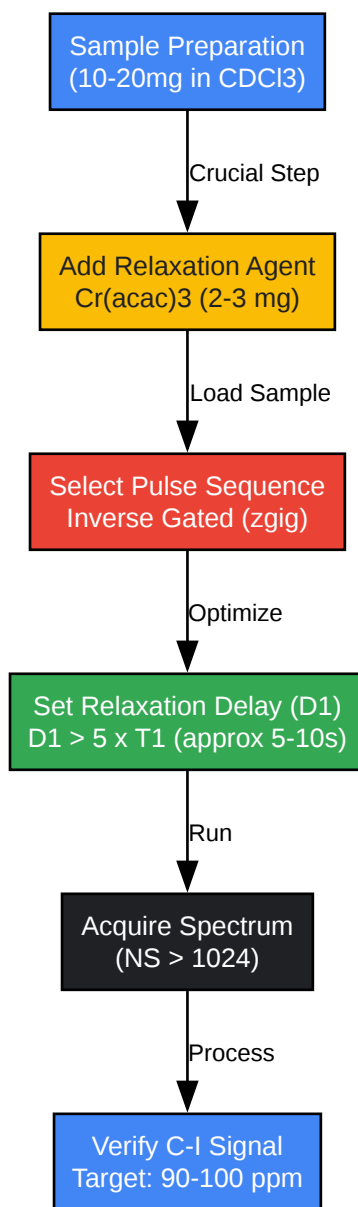 Sample Preparation
(10-20mg in CDCl3)
Crucial Step
Add Relaxation Agent
Cr(acac)3 (2-3 mg)
Load Sample
Select Pulse Sequence
Inverse Gated (zgig)
Optimize
Set Relaxation Delay (D1)
D1 > 5 x T1 (approx 5-10s)
Run
Acquire Spectrum
(NS > 1024)
Process
Verify C-I Signal
Target: 90-100 ppm